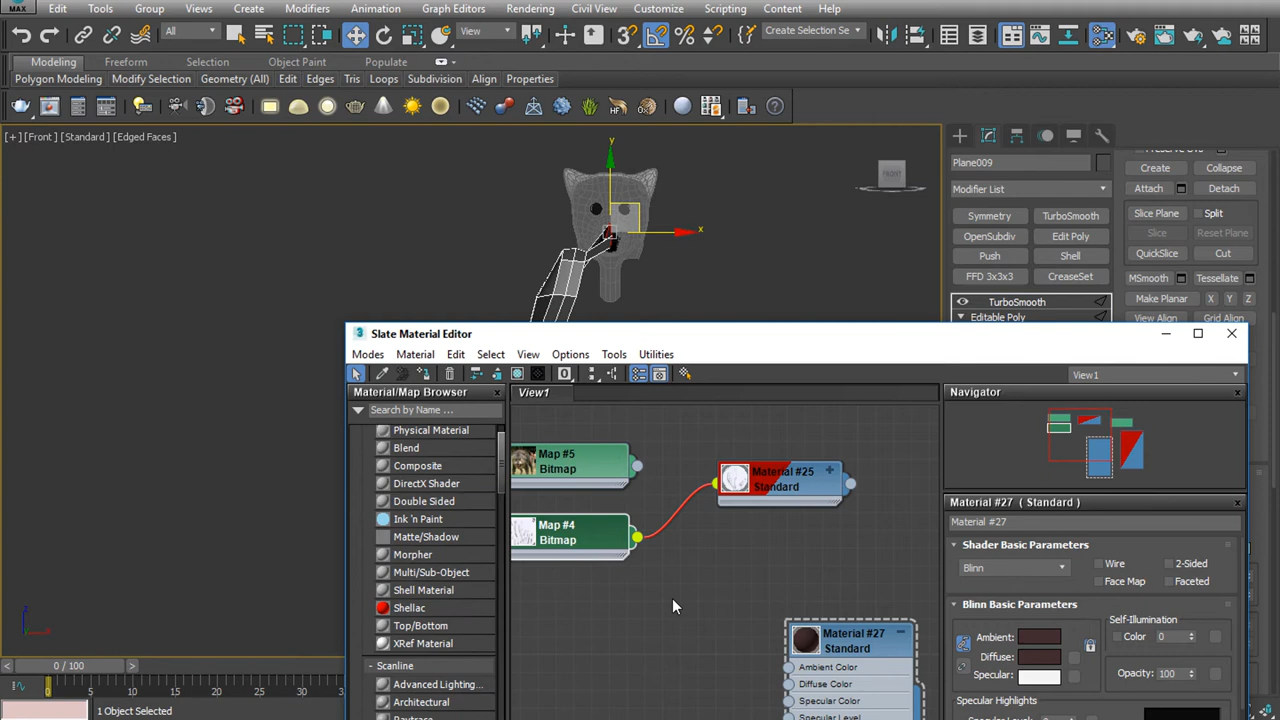 MAX
Edit Tools Group Views Create Modifiers Animation Graph Editors Rendering Civil View Customize Scripting Content Help
All View Create Selection Se
Modeling Freeform Selection Object Paint Populate
Polygon Modeling Modify Selection Geometry (All) Edit Edges Tris Loops Subdivision Align Properties
[+] [Front] [Standard] [Edged Faces]
y
x
FRONT
z
Plane009
Modifier List
Symmetry TurboSmooth
OpenSubdiv Edit Poly
Push Shell
FFD 3x3x3 CreaseSet
TurboSmooth
Editable Poly
Preserve UVs
Create Collapse
Attach Detach
Slice Plane Split
Slice Reset Plane
QuickSlice Cut
MSmooth Tessellate
Make Planar X Y Z
View Align Grid Align
3 Slate Material Editor
Modes Material Edit Select View Options Tools Utilities
View1
Material/Map Browser
Search by Name ...
Physical Material
Blend
Composite
DirectX Shader
Double Sided
Ink 'n Paint
Matte/Shadow
Morpher
Multi/Sub-Object
Shell Material
Shellac
Top/Bottom
XRef Material
- Scanline
Advanced Lighting...
Architectural
Raytrace
View1
Map #5
Bitmap
Map #4
Bitmap
Material #25
Standard
Material #27
Standard
Ambient Color
Diffuse Color
Specular Color
Specular Level
Navigator
Material #27 ( Standard )
Material #27
Shader Basic Parameters
Blinn Wire 2-Sided
Face Map Faceted
Blinn Basic Parameters
Self-Illumination
Ambient: Color 0
Diffuse:
Specular: Opacity: 100
Specular Highlights
0 / 100
0 5 10 15 20 25 30
1 Object Selected